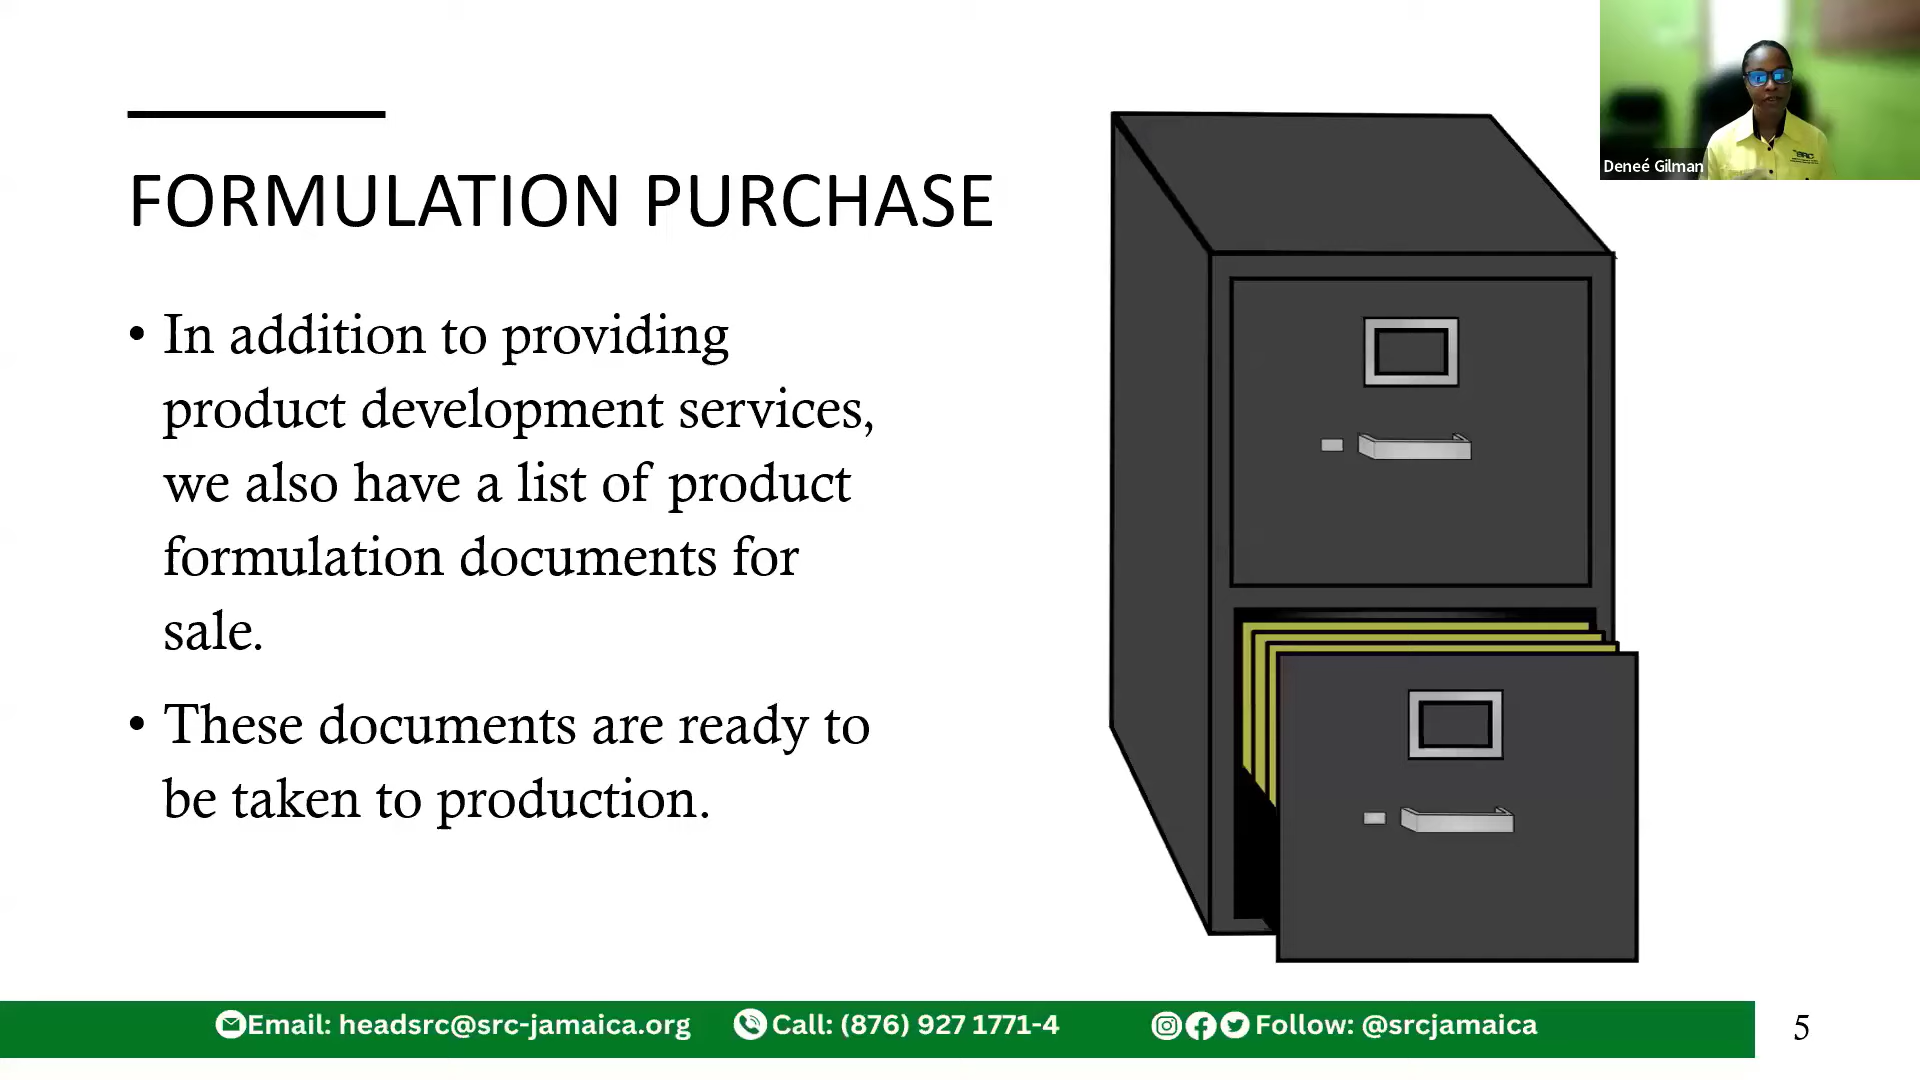 FORMULATION PURCHASE
• In addition to providing
product development services,
we also have a list of product
formulation documents for
sale.
• These documents are ready to
be taken to production.
Deneé Gilman
SRC
Email: headsrc@src-jamaica.org
Call: (876) 927 1771-4
Follow: @srcjamaica
5